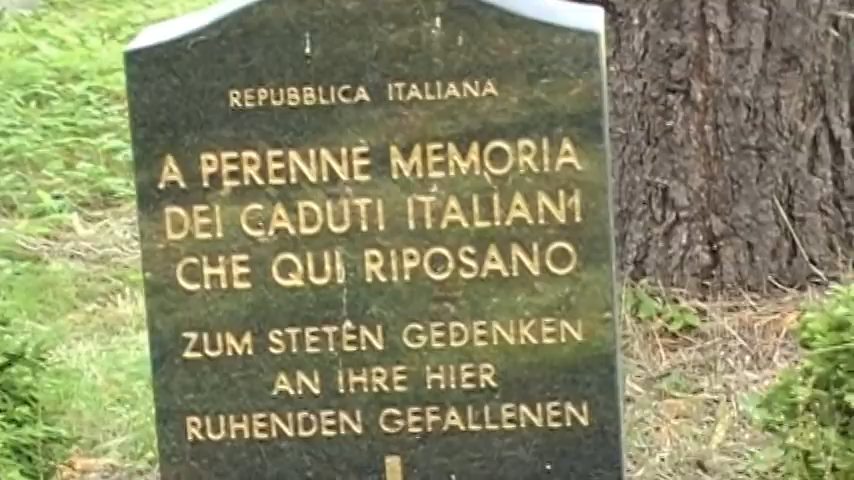 REPUBBLICA ITALIANA
A PERENNE MEMORIA
DEI CADUTI ITALIANI
CHE QUI RIPOSANO
ZUM STETEN GEDENKEN
AN IHRE HIER
RUHENDEN GEFALLENEN